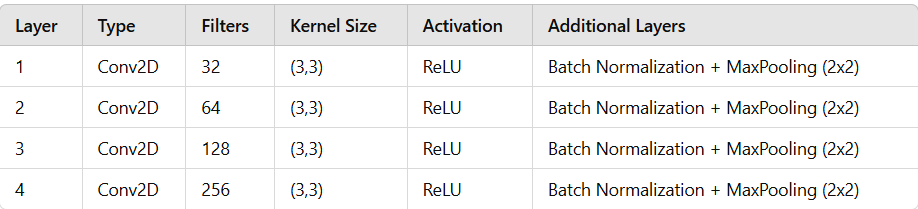 Layer Type Filters Kernel Size Activation Additional Layers
1 Conv2D 32 (3,3) ReLU Batch Normalization + MaxPooling (2x2)
2 Conv2D 64 (3,3) ReLU Batch Normalization + MaxPooling (2x2)
3 Conv2D 128 (3,3) ReLU Batch Normalization + MaxPooling (2x2)
4 Conv2D 256 (3,3) ReLU Batch Normalization + MaxPooling (2x2)